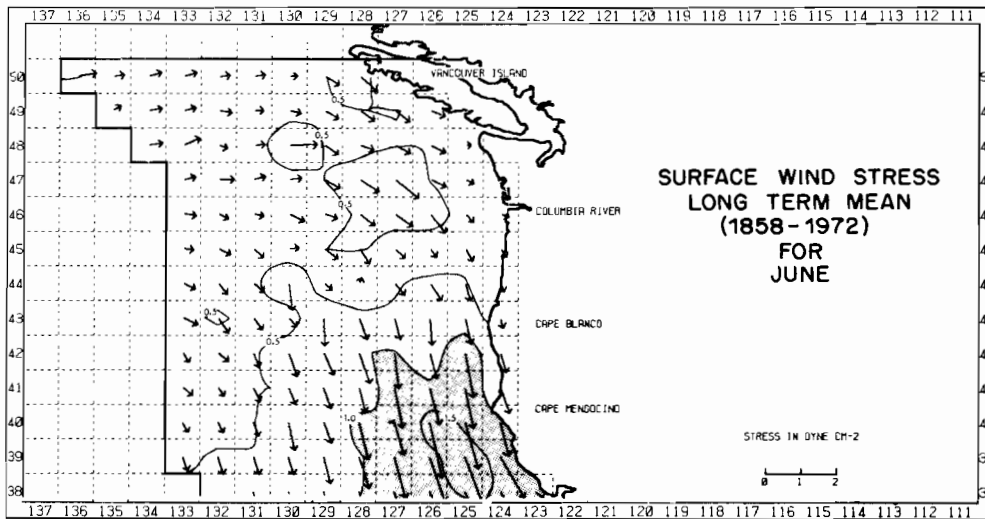 137 136 135 134 133 132 131 130 129 128 127 126 125 124 123 122 121 120 119 118 117 116 115 114 113 112 111
50
49
48
47
46
45
44
43
42
41
40
39
38
VANCOUVER ISLAND
0.5
0.5
0.5
COLUMBIA RIVER
0.5
0.5
CAPE BLANCO
CAPE MENDOCINO
1.0
1.5
SURFACE WIND STRESS
LONG TERM MEAN
(1858-1972)
FOR
JUNE
STRESS IN DYNE CM-2
0 1 2
137 136 135 134 133 132 131 130 129 128 127 126 125 124 123 122 121 120 119 118 117 116 115 114 113 112 111